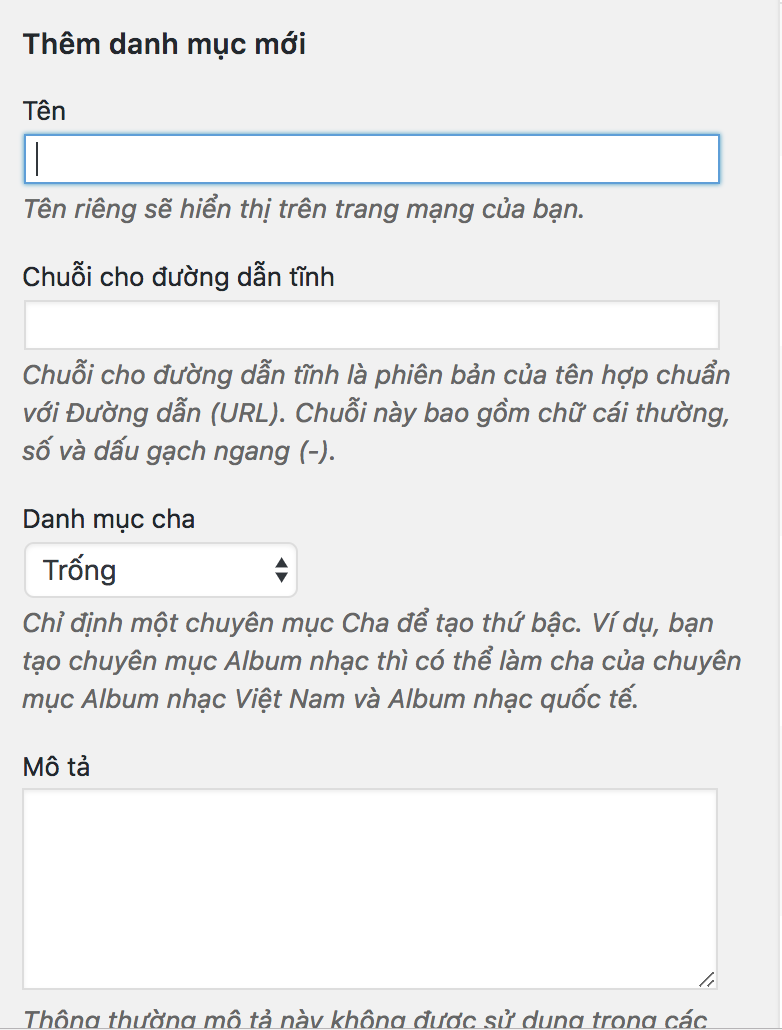 Thêm danh mục mới
Tên
Tên riêng sẽ hiển thị trên trang mạng của bạn.
Chuỗi cho đường dẫn tĩnh
Chuỗi cho đường dẫn tĩnh là phiên bản của tên hợp chuẩn
với Đường dẫn (URL). Chuỗi này bao gồm chữ cái thường,
số và dấu gạch ngang (-).
Danh mục cha
Trống
Chỉ định một chuyên mục Cha để tạo thứ bậc. Ví dụ, bạn
tạo chuyên mục Album nhạc thì có thể làm cha của chuyên
mục Album nhạc Việt Nam và Album nhạc quốc tế.
Mô tả
Thông thường mô tả này không được sử dụng trong các